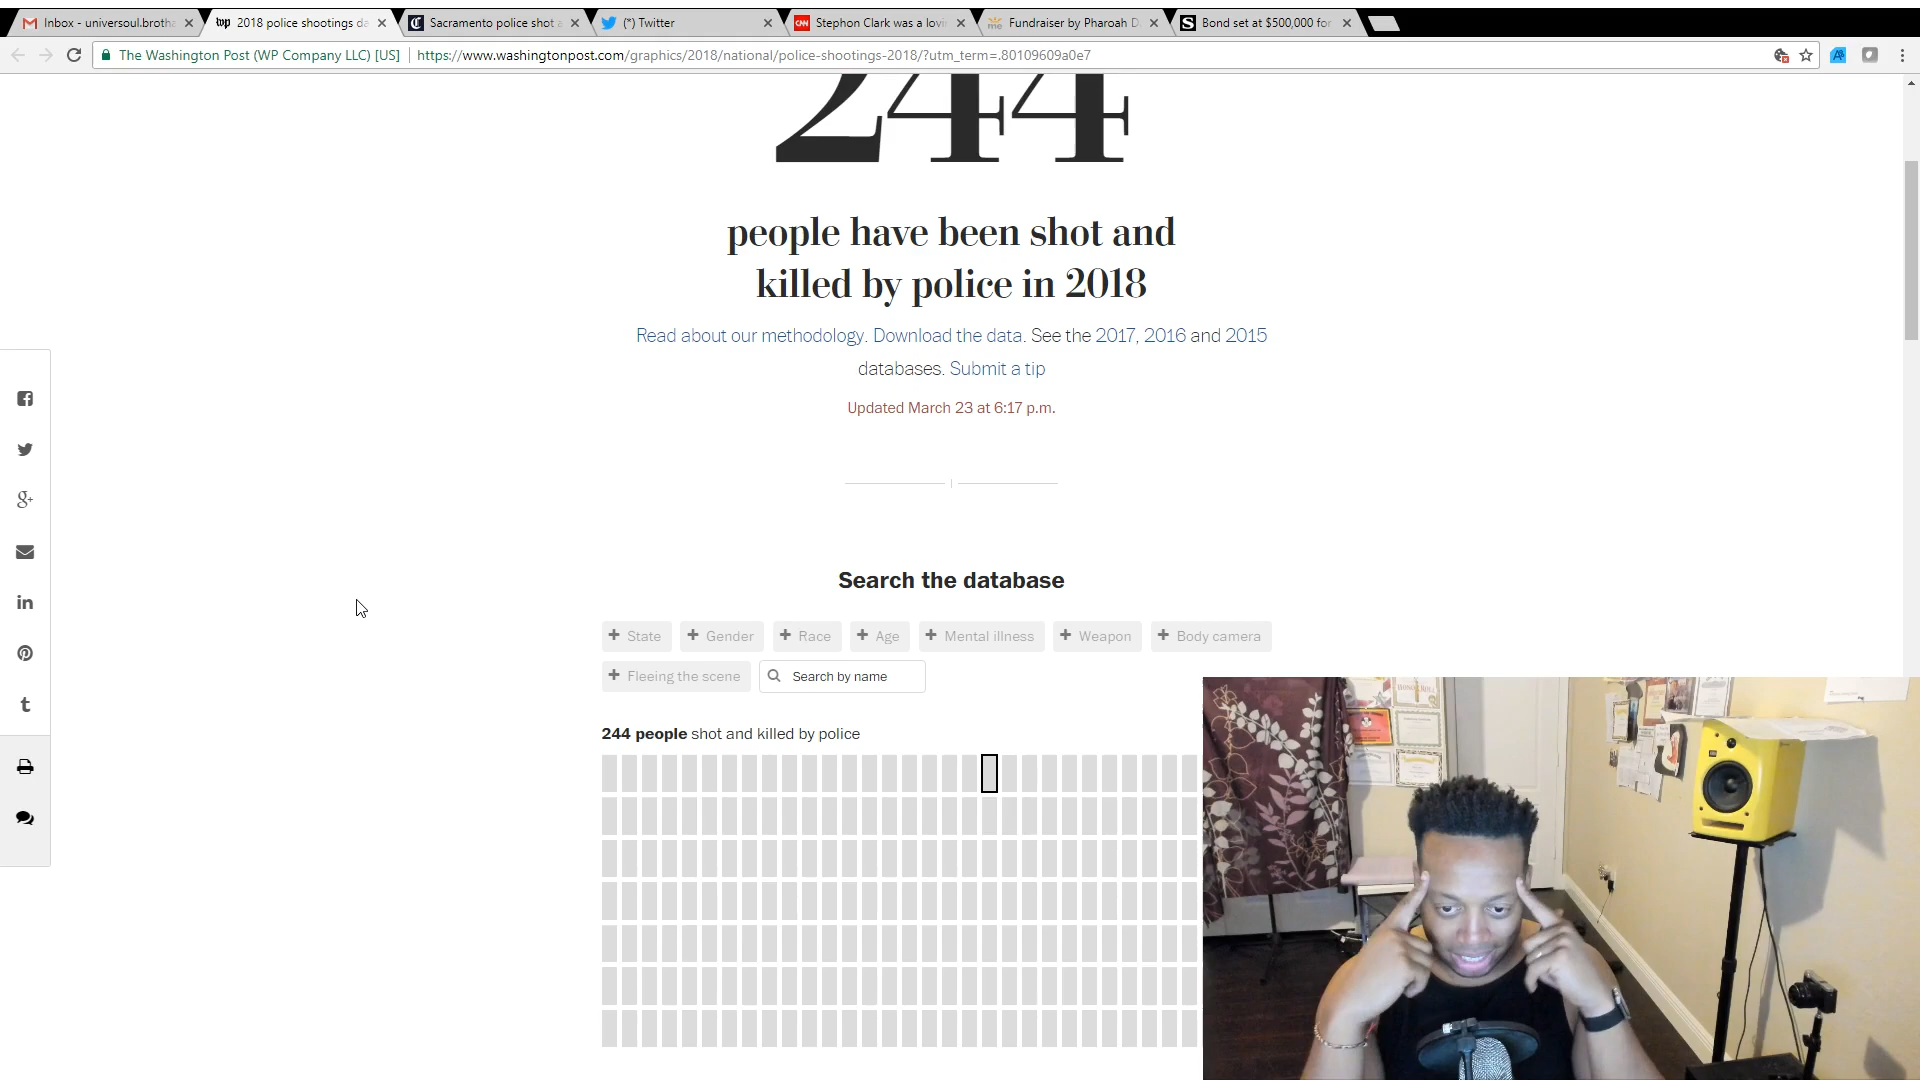 Inbox - universoul.brotha
2018 police shootings da
Sacramento police shot a
(*) Twitter
Stephon Clark was a lovi
Fundraiser by Pharoah D
Bond set at $500,000 for
The Washington Post (WP Company LLC) [US] | https://www.washingtonpost.com/graphics/2018/national/police-shootings-2018/?utm_term=.80109609a0e7
244
people have been shot and
killed by police in 2018
Read about our methodology. Download the data. See the 2017, 2016 and 2015
databases. Submit a tip
Updated March 23 at 6:17 p.m.
Search the database
+ State + Gender + Race + Age + Mental illness + Weapon + Body camera
+ Fleeing the scene Search by name
244 people shot and killed by police